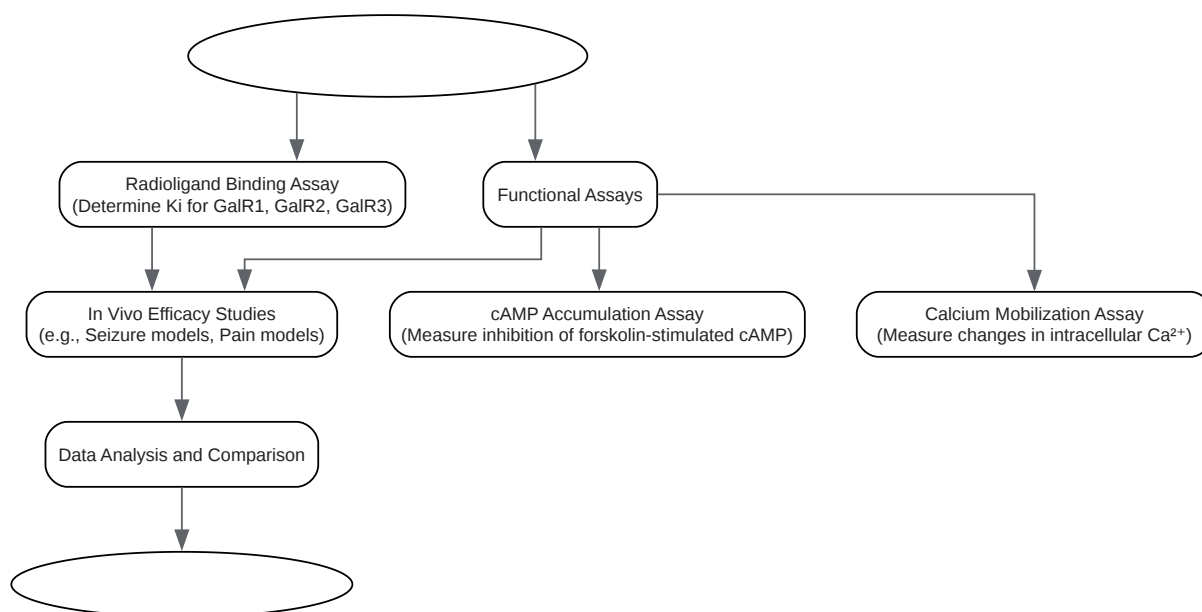 Radioligand Binding Assay
(Determine Ki for GalR1, GalR2, GalR3)
Functional Assays
In Vivo Efficacy Studies
(e.g., Seizure models, Pain models)
cAMP Accumulation Assay
(Measure inhibition of forskolin-stimulated cAMP)
Calcium Mobilization Assay
(Measure changes in intracellular Ca²⁺)
Data Analysis and Comparison